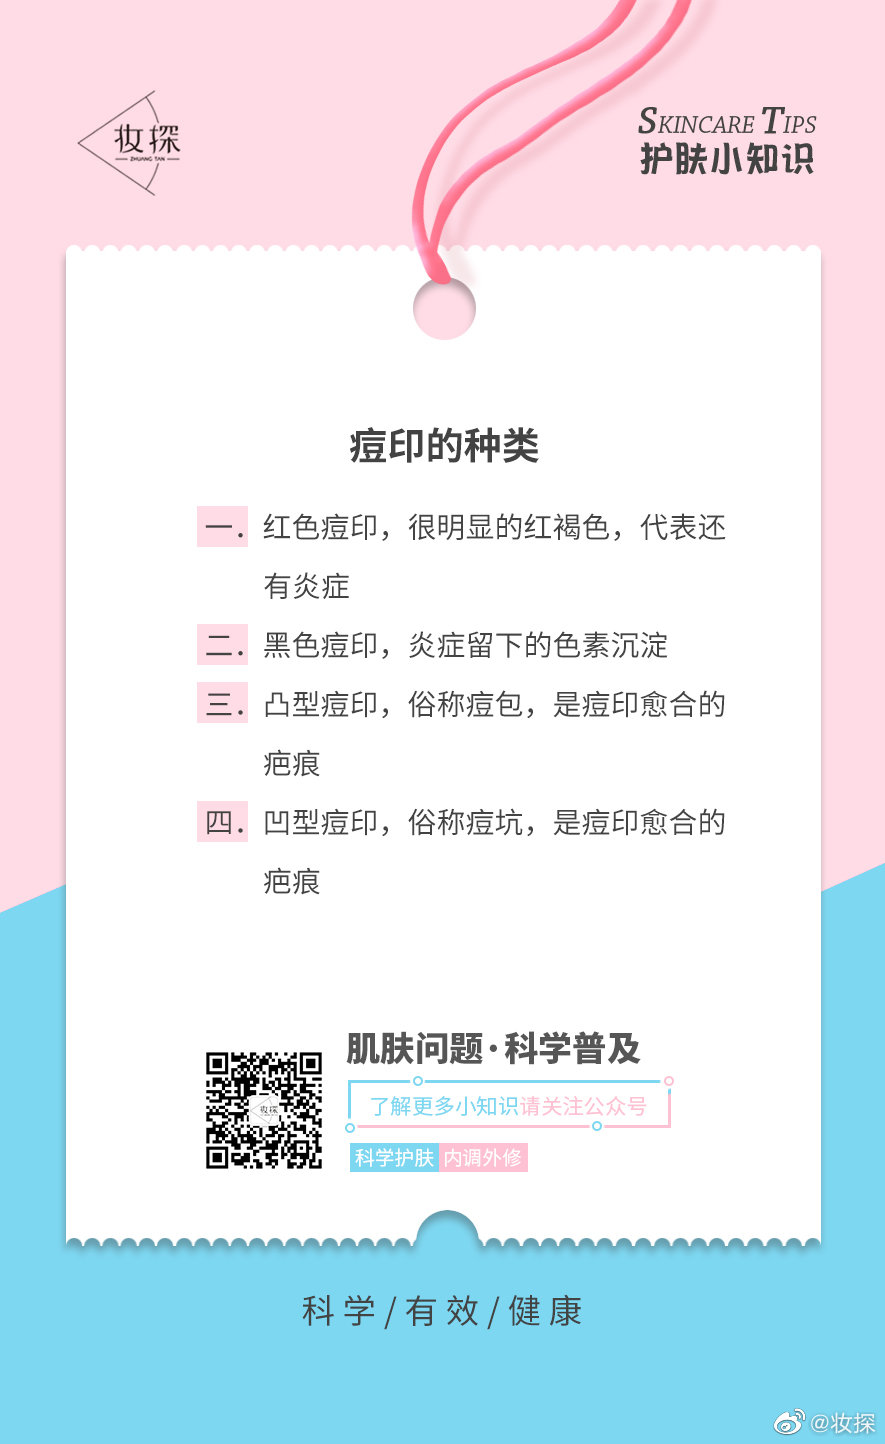 妆探
ZHUANG TAN
SKINCARE TIPS
护肤小知识
痘印的种类
一. 红色痘印，很明显的红褐色，代表还
有炎症
二. 黑色痘印，炎症留下的色素沉淀
三. 凸型痘印，俗称痘包，是痘印愈合的
疤痕
四. 凹型痘印，俗称痘坑，是痘印愈合的
疤痕
肌肤问题·科学普及
妆探
了解更多小知识请关注公众号
科学护肤 内调外修
科学/有效/健康
@妆探